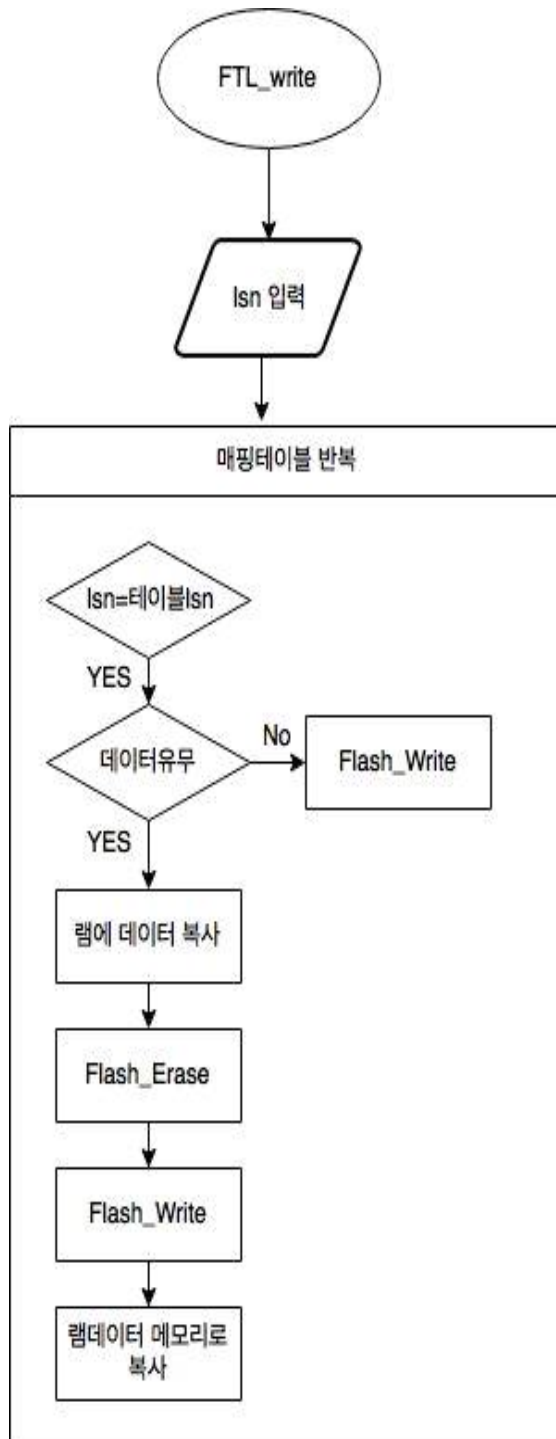 FTL_write
lsn 입력
매핑테이블 반복
lsn=테이블lsn
YES
데이터유무
No
Flash_Write
YES
램에 데이터 복사
Flash_Erase
Flash_Write
램데이터 메모리로
복사